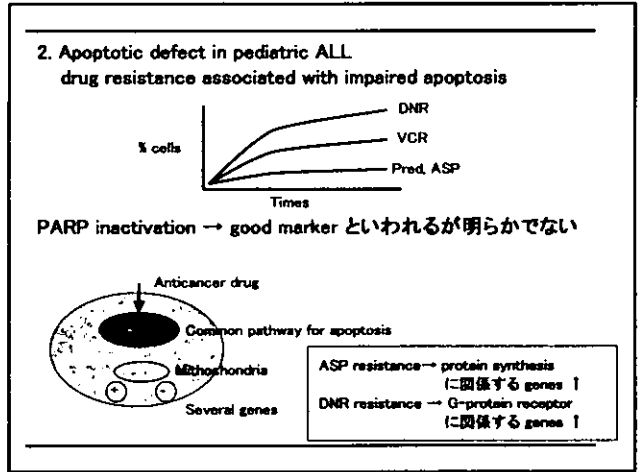 2. Apoptotic defect in pediatric ALL
drug resistance associated with impaired apoptosis
DNR
% cells
VCR
Pred, ASP
Times
PARP inactivation → good marker といわれるが明らかでない
Anticancer drug
Common pathway for apoptosis
Mithochondria
+ -
Several genes
ASP resistance→ protein synthesis
に関係する genes ↑
DNR resistance → G-protein receptor
に関係する genes ↑